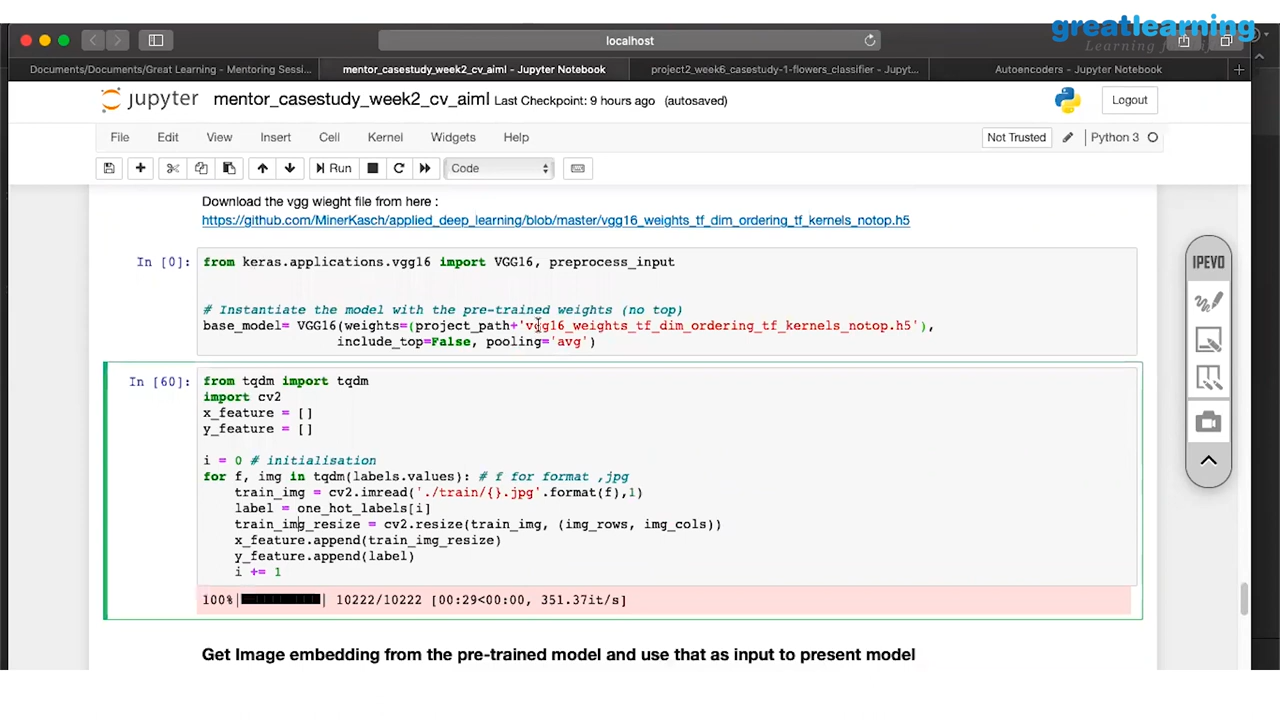 greatlearning
Learning f
localhost
Documents/Documents/Great Learning - Mentoring Sessi...
mentor_casestudy_week2_cv_aiml - Jupyter Notebook
project2_week6_casestudy-1-flowers_classifier - Jupyt...
Autoencoders - Jupyter Notebook
jupyter mentor_casestudy_week2_cv_aiml Last Checkpoint: 9 hours ago (autosaved)
Logout
File Edit View Insert Cell Kernel Widgets Help
Not Trusted
Python 3
Run
Code
Download the vgg wieght file from here :
https://github.com/MinerKasch/applied_deep_learning/blob/master/vgg16_weights_tf_dim_ordering_tf_kernels_notop.h5
In [0]:
from keras.applications.vgg16 import VGG16, preprocess_input
# Instantiate the model with the pre-trained weights (no top)
base_model= VGG16(weights=(project_path+'vgg16_weights_tf_dim_ordering_tf_kernels_notop.h5'),
include_top=False, pooling='avg')
In [60]:
from tqdm import tqdm
import cv2
x_feature = []
y_feature = []
i = 0 # initialisation
for f, img in tqdm(labels.values): # f for format ,jpg
train_img = cv2.imread('./train/{}.jpg'.format(f),1)
label = one_hot_labels[i]
train_img_resize = cv2.resize(train_img, (img_rows, img_cols))
x_feature.append(train_img_resize)
y_feature.append(label)
i += 1
100%| | 10222/10222 [00:29<00:00, 351.37it/s]
Get Image embedding from the pre-trained model and use that as input to present model
IPEVO